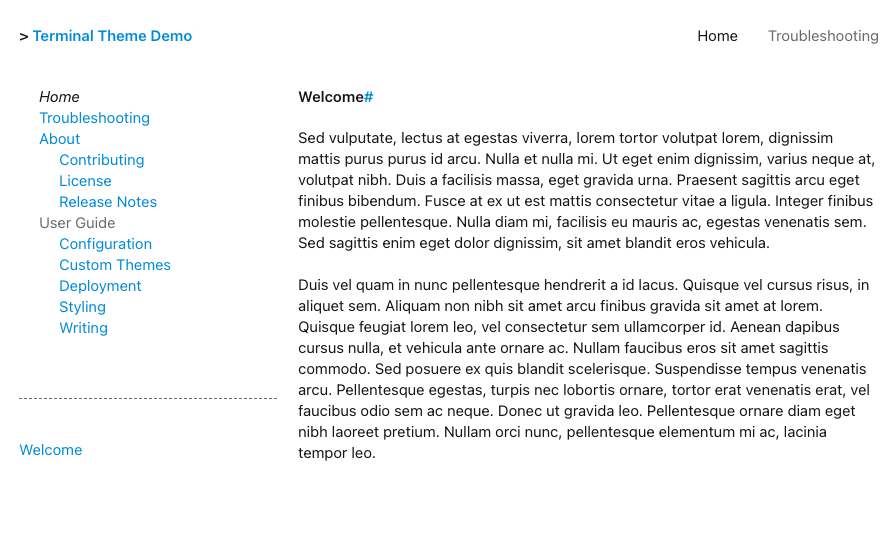 > Terminal Theme Demo
Home
Troubleshooting
Home
Troubleshooting
About
Contributing
License
Release Notes
User Guide
Configuration
Custom Themes
Deployment
Styling
Writing
Welcome
Welcome#
Sed vulputate, lectus at egestas viverra, lorem tortor volutpat lorem, dignissim
mattis purus purus id arcu. Nulla et nulla mi. Ut eget enim dignissim, varius neque at,
volutpat nibh. Duis a facilisis massa, eget gravida urna. Praesent sagittis arcu eget
finibus bibendum. Fusce at ex ut est mattis consectetur vitae a ligula. Integer finibus
molestie pellentesque. Nulla diam mi, facilisis eu mauris ac, egestas venenatis sem.
Sed sagittis enim eget dolor dignissim, sit amet blandit eros vehicula.
Duis vel quam in nunc pellentesque hendrerit a id lacus. Quisque vel cursus risus, in
aliquet sem. Aliquam non nibh sit amet arcu finibus gravida sit amet at lorem.
Quisque feugiat lorem leo, vel consectetur sem ullamcorper id. Aenean dapibus
cursus nulla, et vehicula ante ornare ac. Nullam faucibus eros sit amet sagittis
commodo. Sed posuere ex quis blandit scelerisque. Suspendisse tempus venenatis
arcu. Pellentesque egestas, turpis nec lobortis ornare, tortor erat venenatis erat, vel
faucibus odio sem ac neque. Donec ut gravida leo. Pellentesque ornare diam eget
nibh laoreet pretium. Nullam orci nunc, pellentesque elementum mi ac, lacinia
tempor leo.